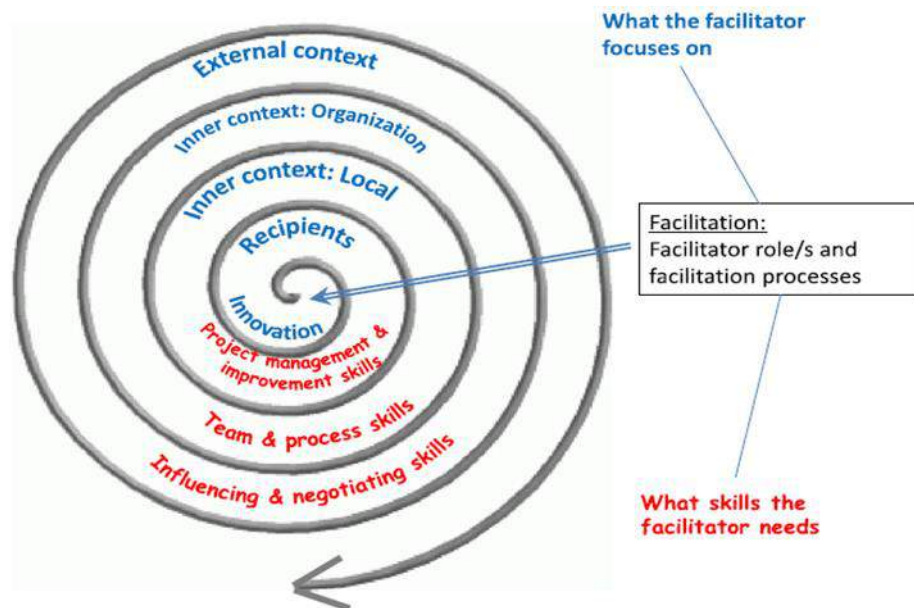 What the facilitator
focuses on
External context
Inner context: Organization
Inner context: Local
Recipients
Innovation
Project management &
improvement skills
Team & process skills
Influencing & negotiating skills
Facilitation:
Facilitator role/s and
facilitation processes
What skills the
facilitator needs